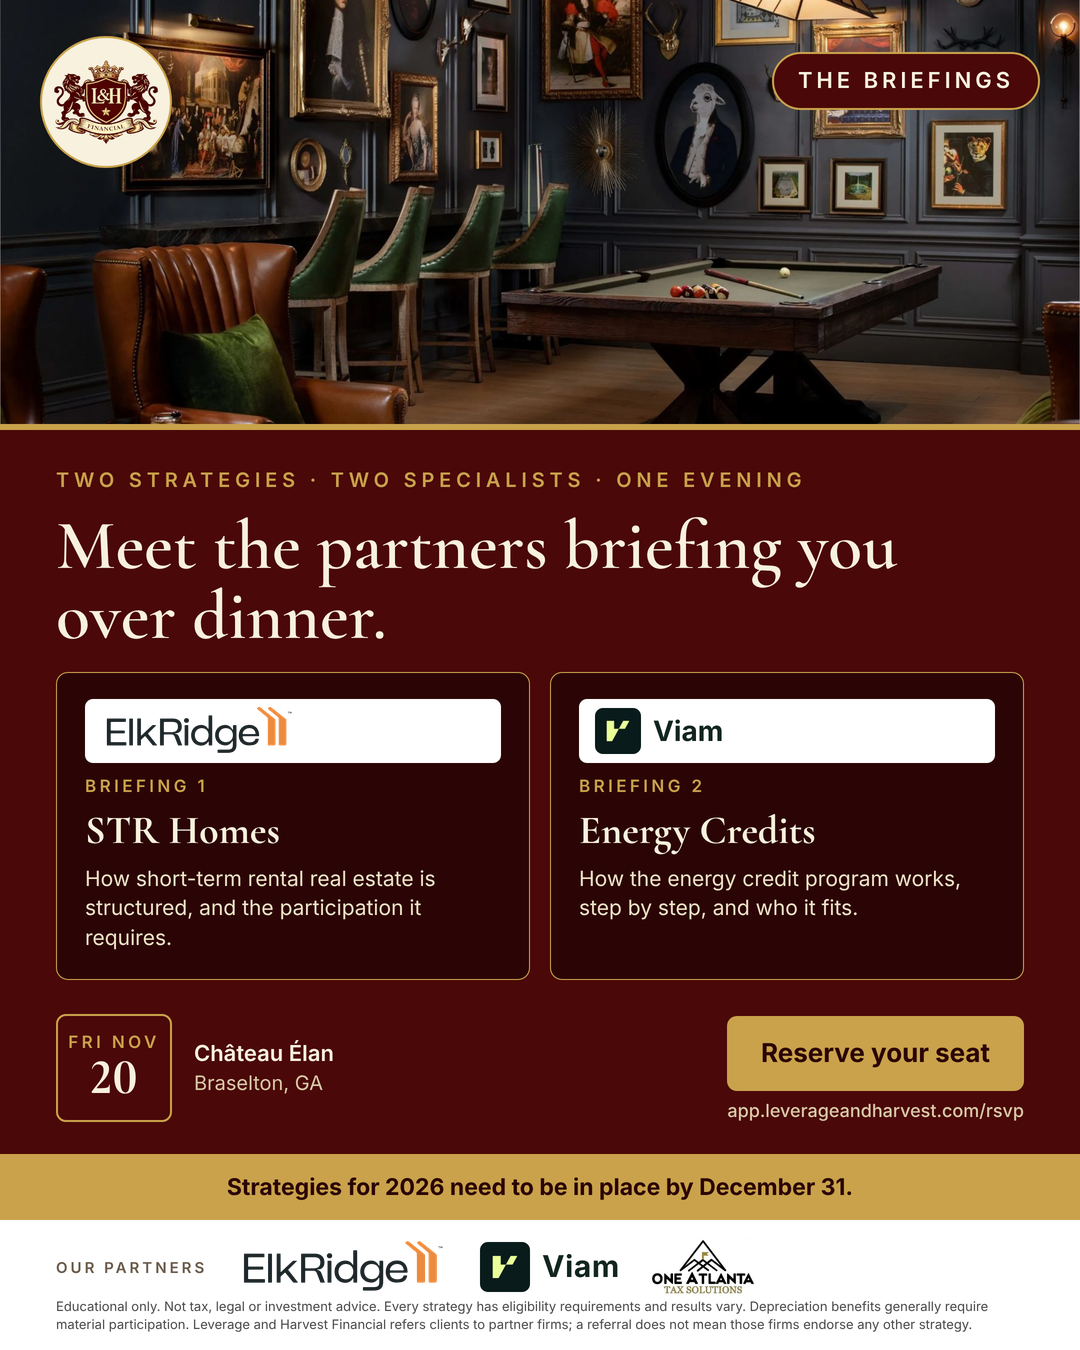 L&H
FINANCIAL
THE BRIEFINGS
TWO STRATEGIES · TWO SPECIALISTS · ONE EVENING
Meet the partners briefing you
over dinner.
ElkRidge™
BRIEFING 1
STR Homes
How short-term rental real estate is
structured, and the participation it
requires.
Viam
BRIEFING 2
Energy Credits
How the energy credit program works,
step by step, and who it fits.
FRI NOV
20
Château Élan
Braselton, GA
Reserve your seat
app.leverageandharvest.com/rsvp
Strategies for 2026 need to be in place by December 31.
OUR PARTNERS
ElkRidge™
Viam
ONE ATLANTA
TAX SOLUTIONS
Educational only. Not tax, legal or investment advice. Every strategy has eligibility requirements and results vary. Depreciation benefits generally require
material participation. Leverage and Harvest Financial refers clients to partner firms; a referral does not mean those firms endorse any other strategy.